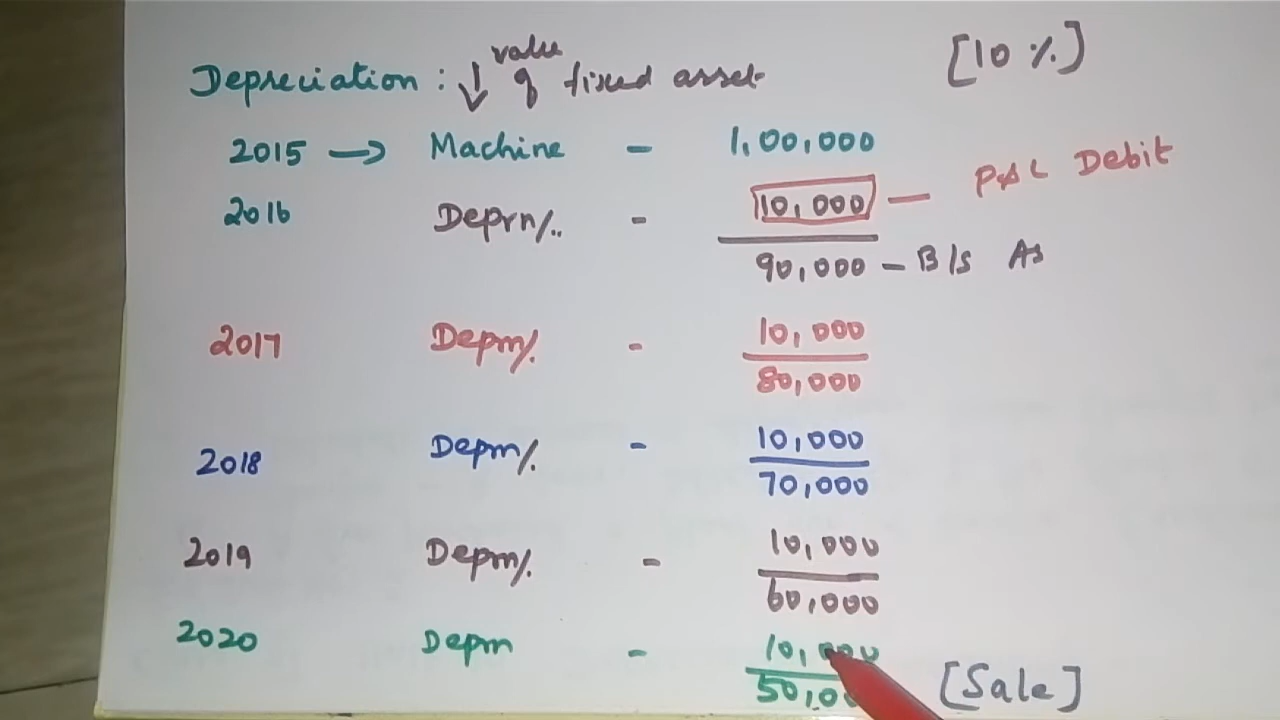 Depreciation : ↓ value of fixed asset [10 %]
2015 → Machine - 1,00,000
2016 Deprn/.. - 10,000 — P&L Debit
90,000 — B/s As
2017 Deprn/. - 10,000
80,000
2018 Deprn/. - 10,000
70,000
2019 Deprn/. - 10,000
60,000
2020 Deprn - 10,000
[Sale]